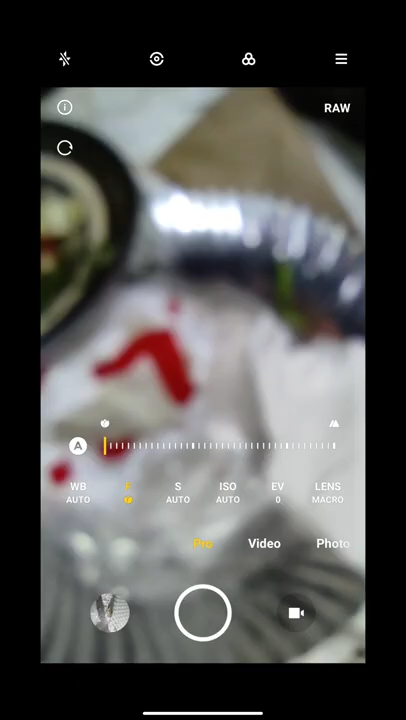 RAW
A
WB F S ISO EV LENS
AUTO AUTO AUTO 0 MACRO
Pro Video Photo